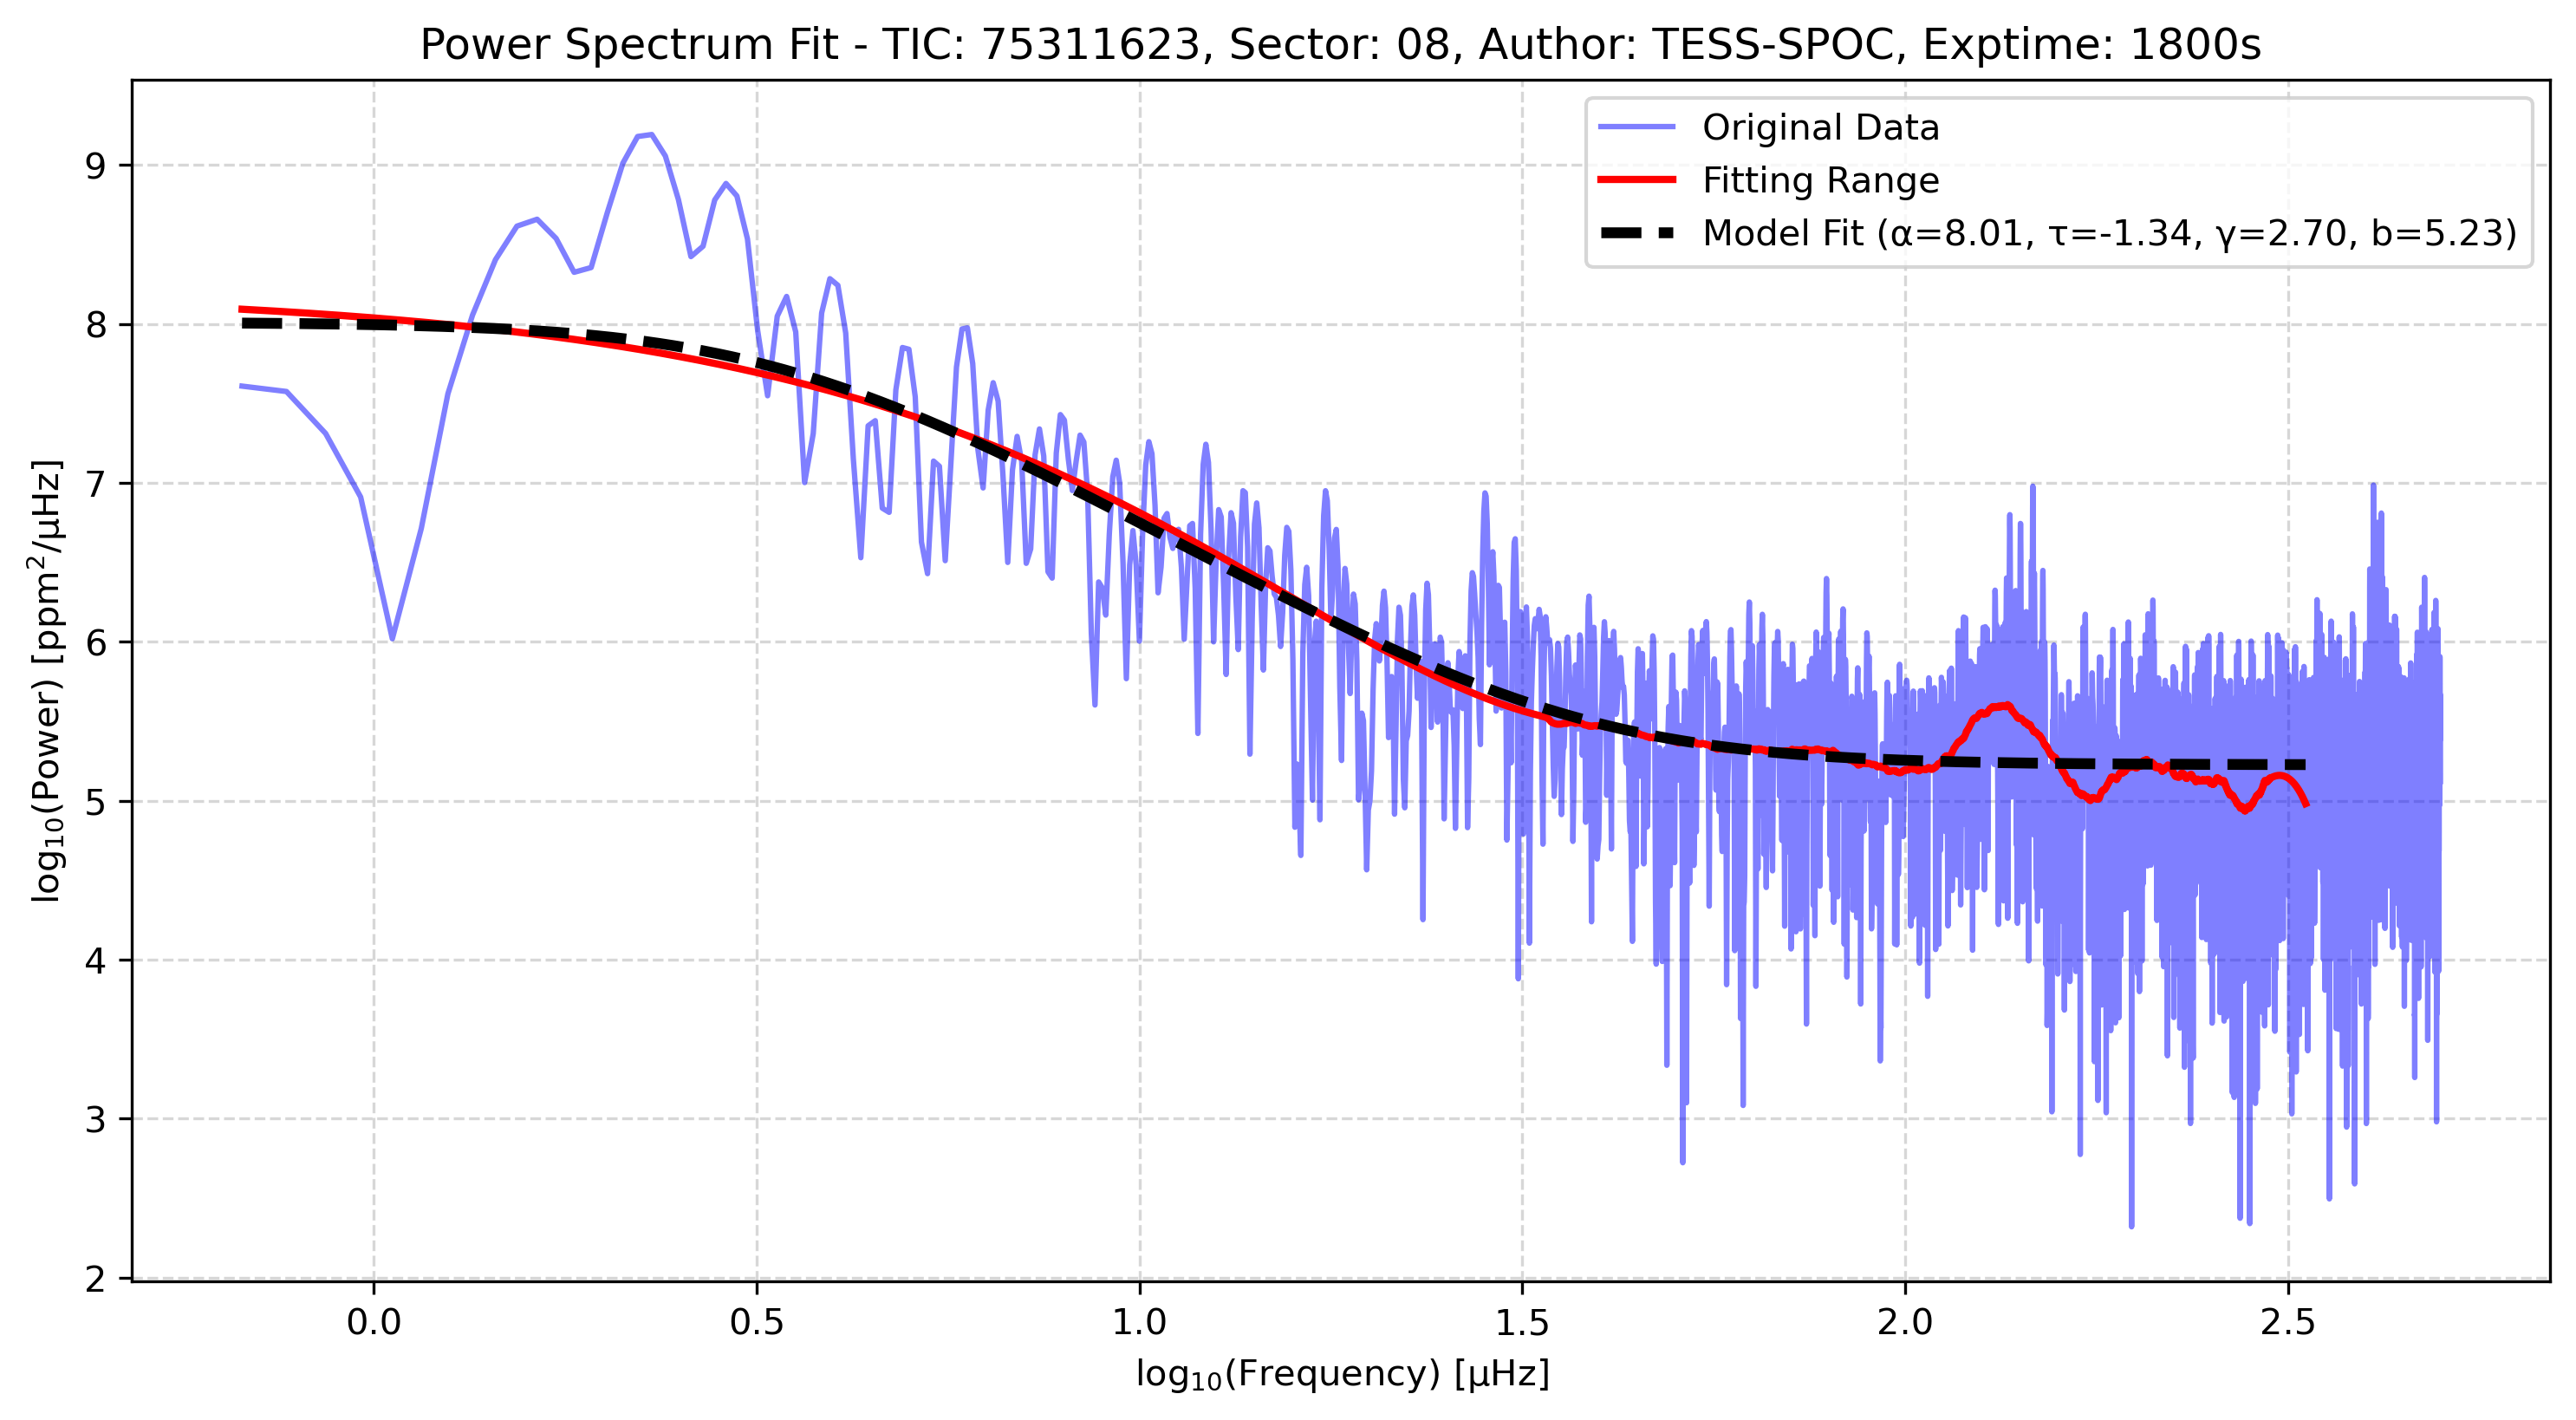 Power Spectrum Fit - TIC: 75311623, Sector: 08, Author: TESS-SPOC, Exptime: 1800s
Original Data
Fitting Range
Model Fit (α=8.01, τ=-1.34, γ=2.70, b=5.23)
log₁₀(Power) [ppm²/μHz]
9
8
7
6
5
4
3
2
0.0 0.5 1.0 1.5 2.0 2.5
log₁₀(Frequency) [μHz]